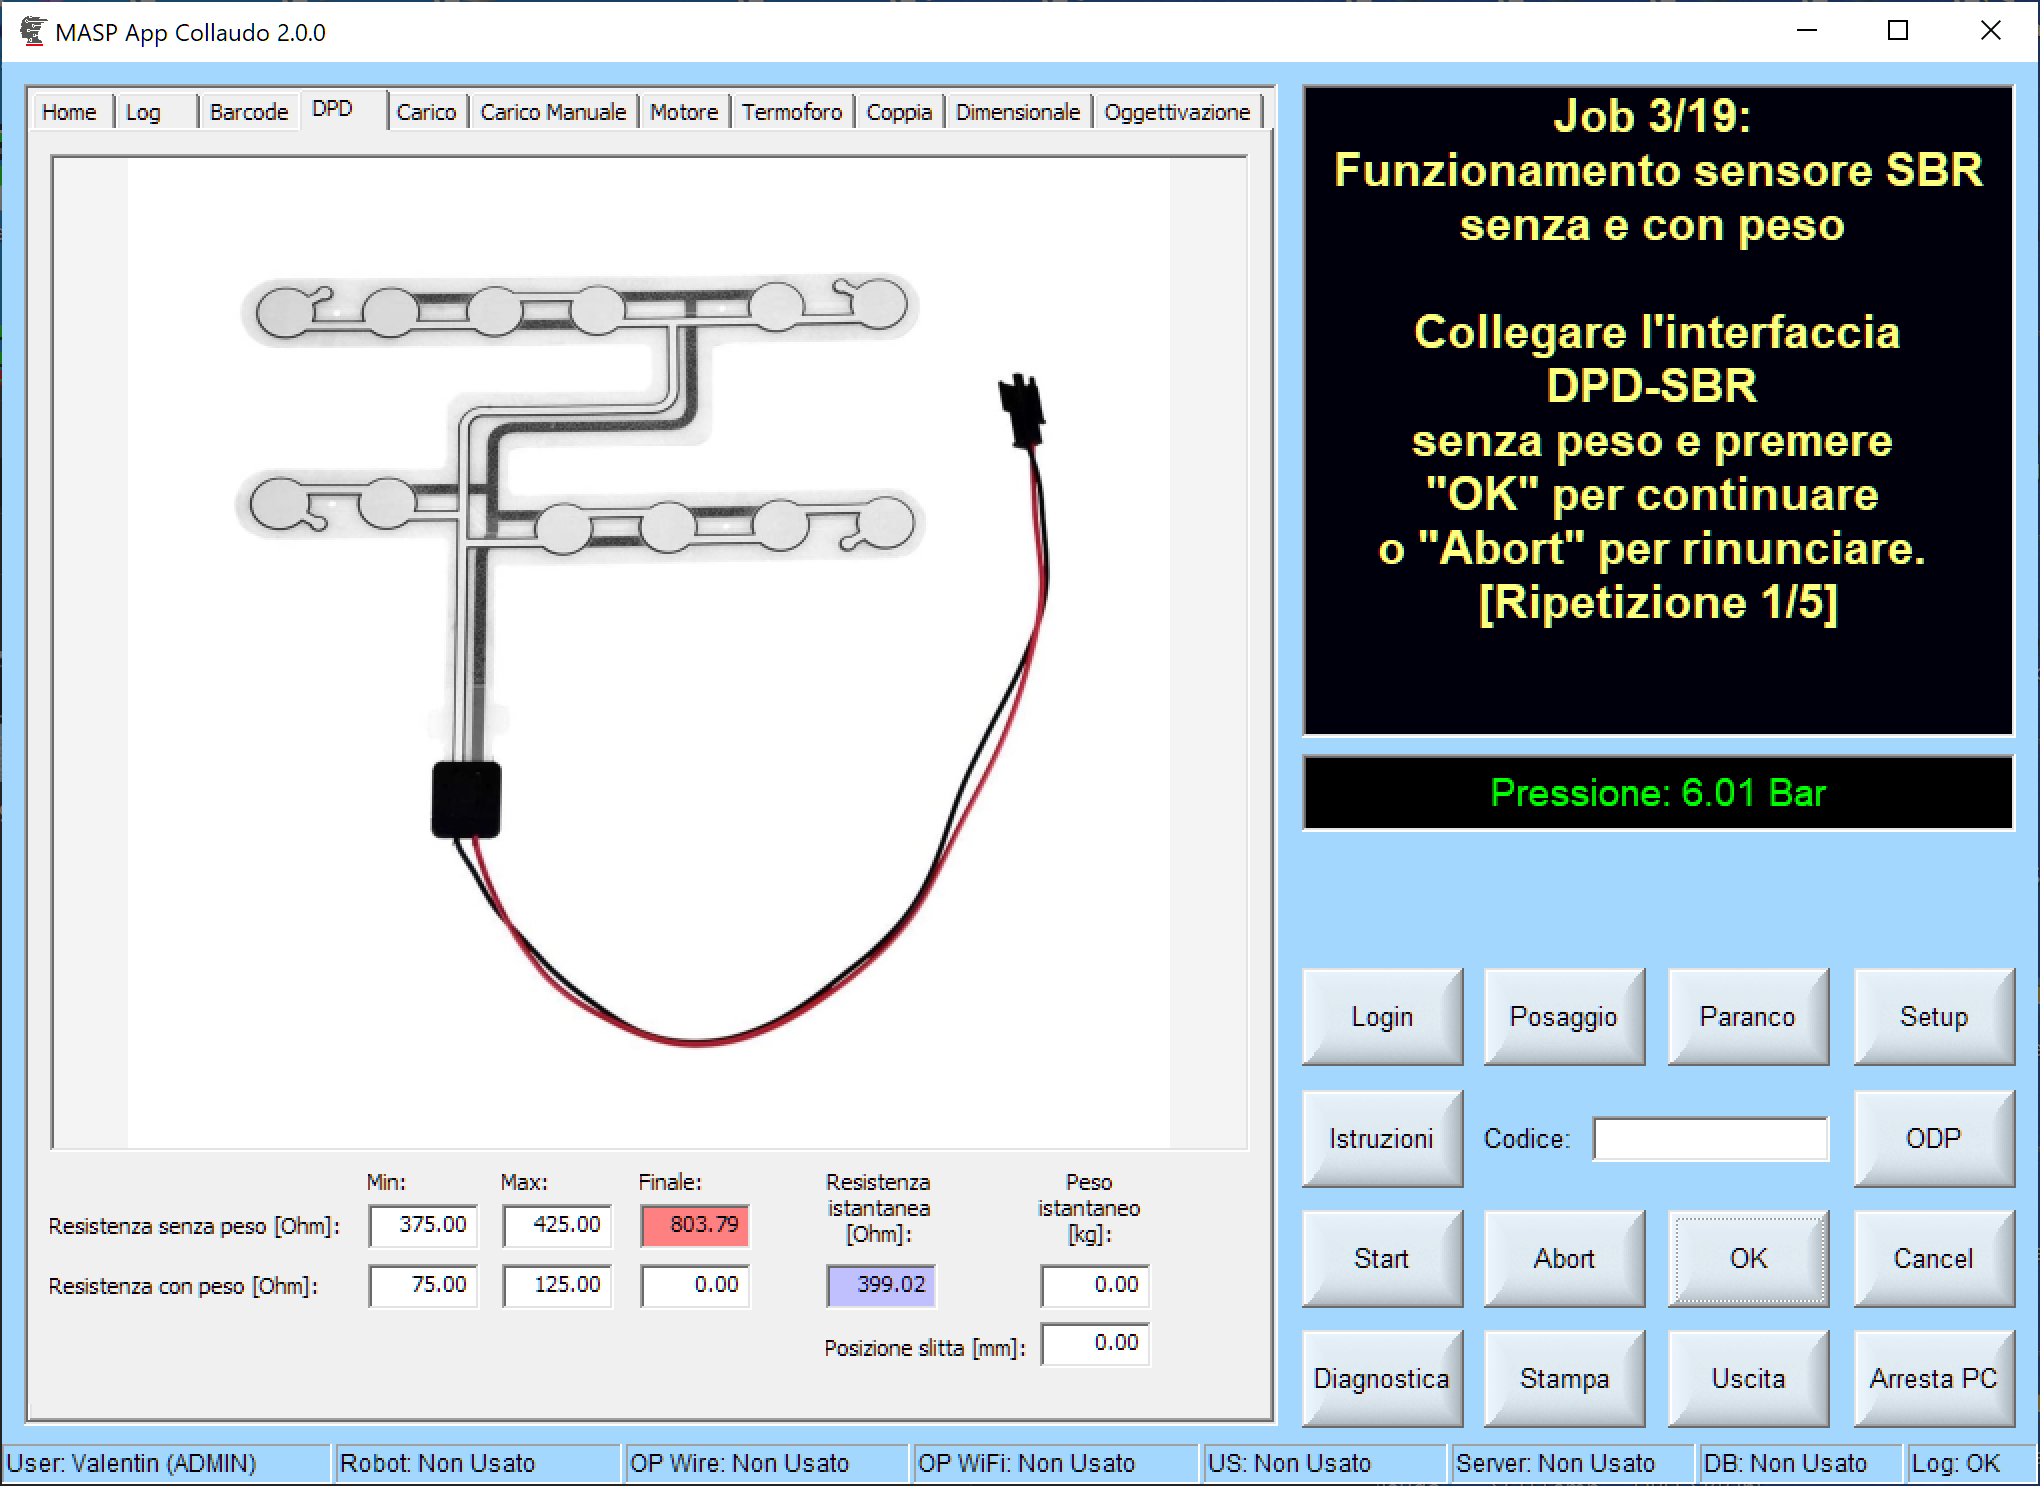 MASP App Collaudo 2.0.0
Home Log Barcode DPD Carico Carico Manuale Motore Termoforo Coppia Dimensionale Oggettivazione
Job 3/19:
Funzionamento sensore SBR
senza e con peso
Collegare l'interfaccia
DPD-SBR
senza peso e premere
"OK" per continuare
o "Abort" per rinunciare.
[Ripetizione 1/5]
Pressione: 6.01 Bar
Min: Max: Finale:
Resistenza senza peso [Ohm]: 375.00 425.00 803.79
Resistenza con peso [Ohm]: 75.00 125.00 0.00
Resistenza
istantanea
[Ohm]:
399.02
Peso
istantaneo
[kg]:
0.00
Posizione slitta [mm]: 0.00
Login Posaggio Paranco Setup
Istruzioni Codice: ODP
Start Abort OK Cancel
Diagnostica Stampa Uscita Arresta PC
User: Valentin (ADMIN) Robot: Non Usato OP Wire: Non Usato OP WiFi: Non Usato US: Non Usato Server: Non Usato DB: Non Usato Log: OK